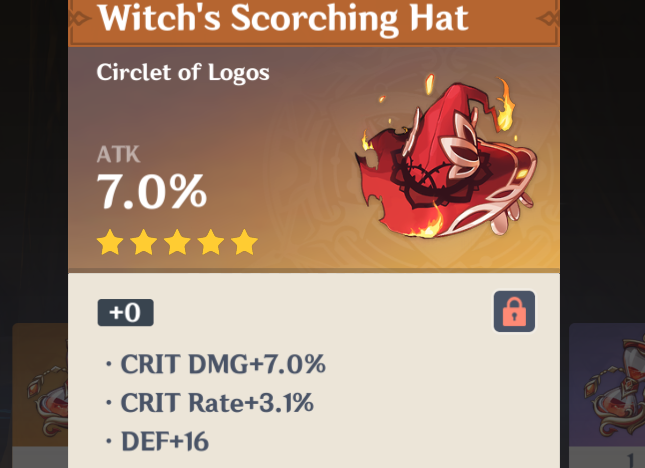 Witch's Scorching Hat
Circlet of Logos
ATK
7.0%
+0
· CRIT DMG+7.0%
· CRIT Rate+3.1%
· DEF+16
1